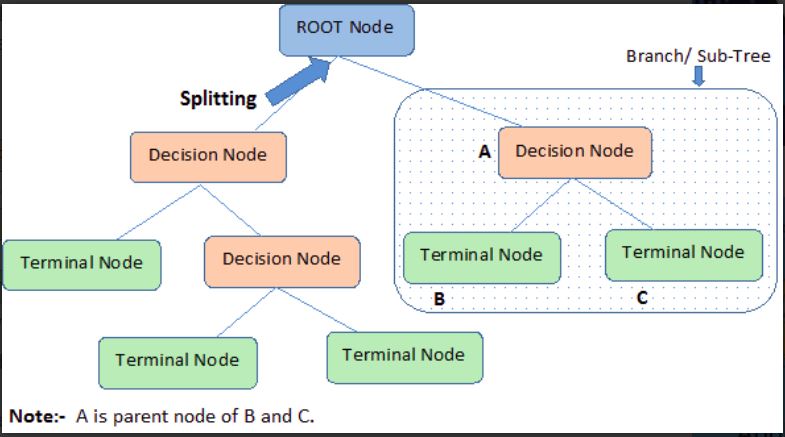 ROOT Node
Branch/ Sub-Tree
Splitting
Decision Node
A
Decision Node
Terminal Node
Decision Node
Terminal Node
Terminal Node
B
C
Terminal Node
Terminal Node
Note:- A is parent node of B and C.